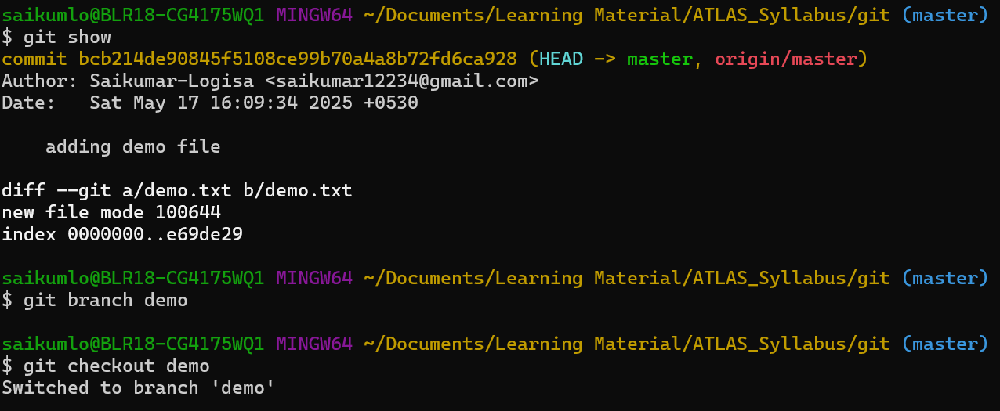 saikumlo@BLR18-CG4175WQ1 MINGW64 ~/Documents/Learning Material/ATLAS_Syllabus/git (master)
$ git show
commit bcb214de90845f5108ce99b70a4a8b72fd6ca928 (HEAD -> master, origin/master)
Author: Saikumar-Logisa <saikumar12234@gmail.com>
Date:   Sat May 17 16:09:34 2025 +0530
    adding demo file
diff --git a/demo.txt b/demo.txt
new file mode 100644
index 0000000..e69de29
saikumlo@BLR18-CG4175WQ1 MINGW64 ~/Documents/Learning Material/ATLAS_Syllabus/git (master)
$ git branch demo
saikumlo@BLR18-CG4175WQ1 MINGW64 ~/Documents/Learning Material/ATLAS_Syllabus/git (master)
$ git checkout demo
Switched to branch 'demo'